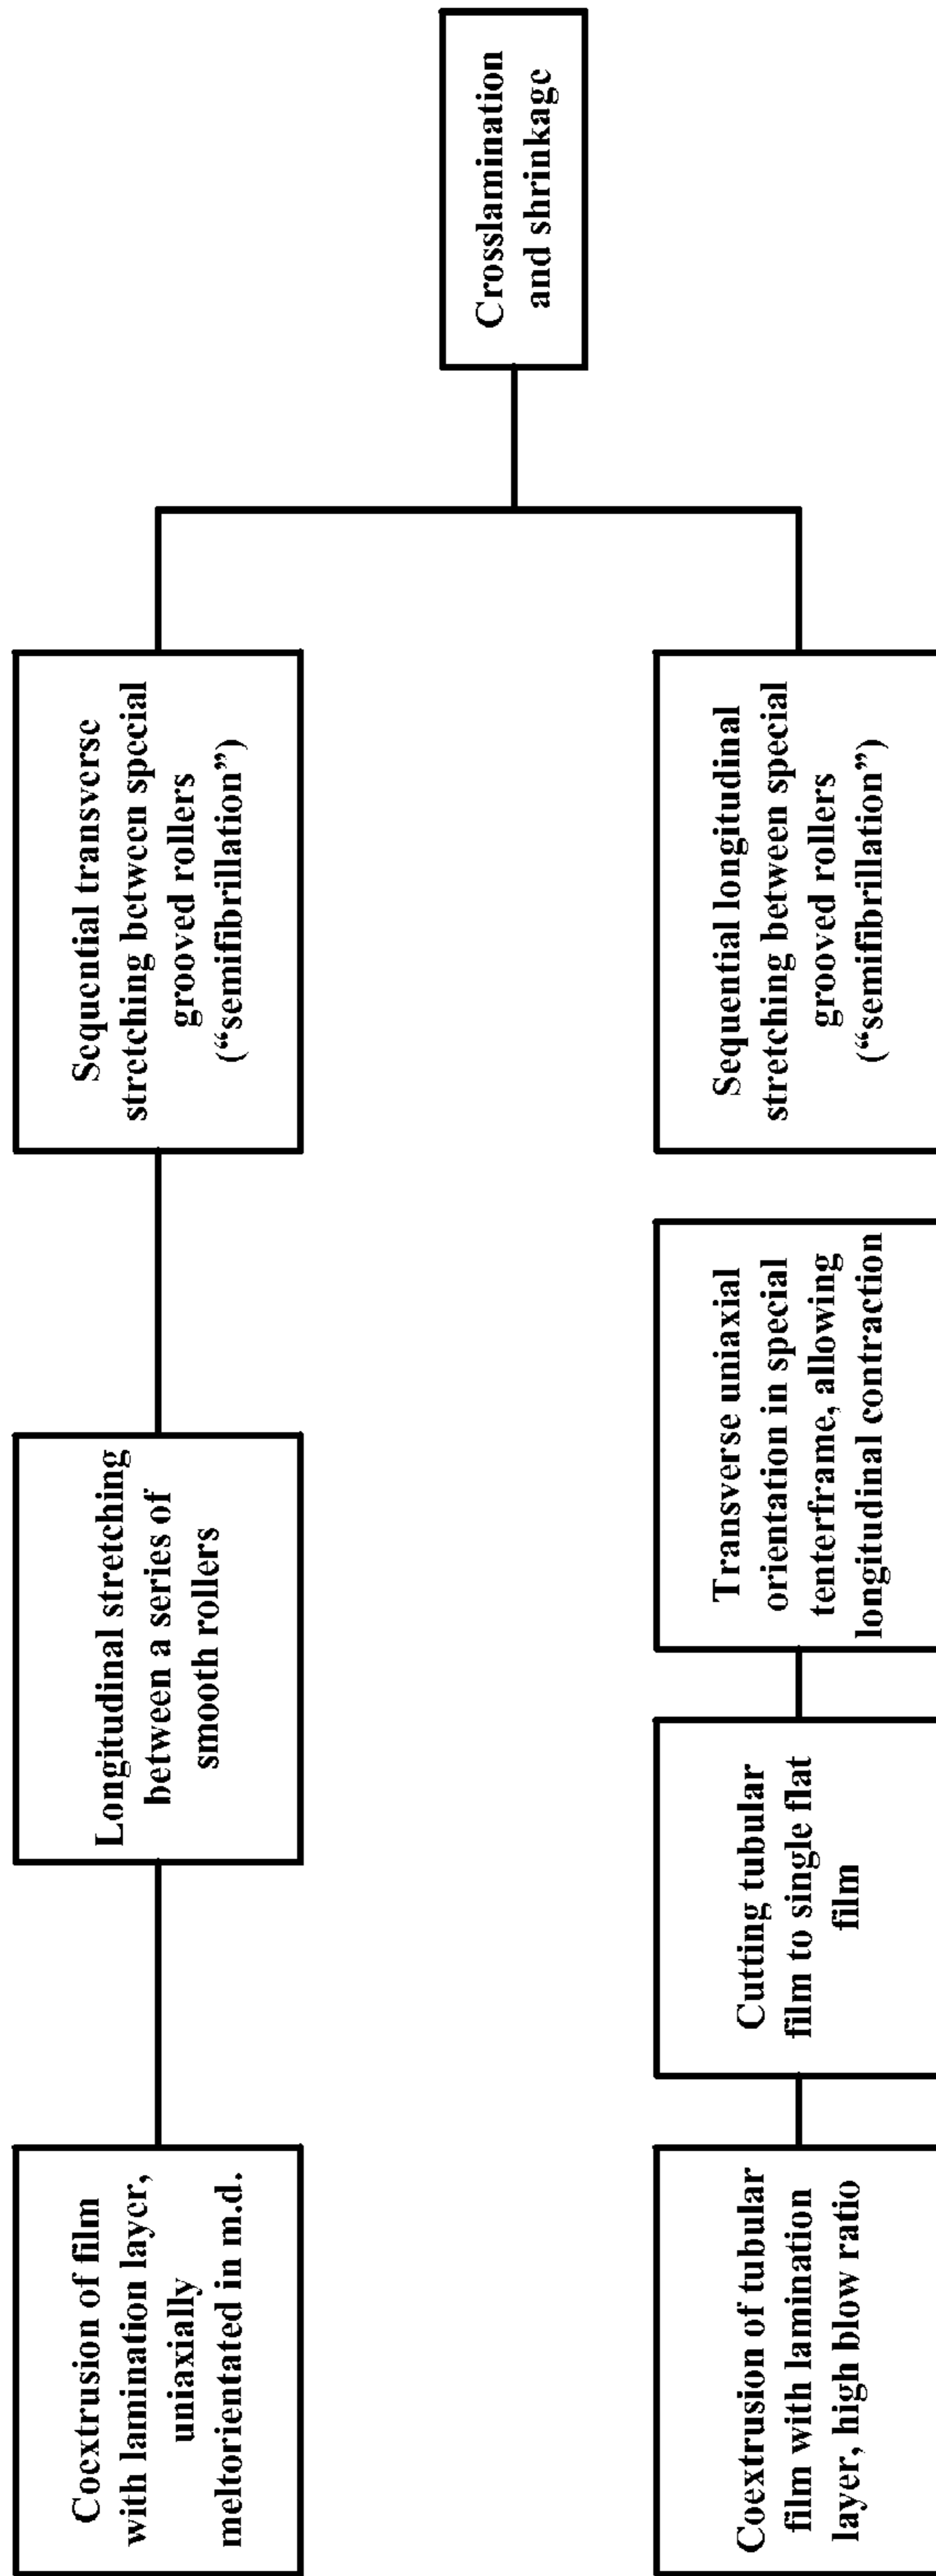 Coextrusion of film
with lamination layer,
uniaxially
meltorientated in m.d.
Longitudinal stretching
between a series of
smooth rollers
Sequential transverse
stretching between special
grooved rollers
(“semifibrillation”)
Coextrusion of tubular
film with lamination
layer, high blow ratio
Cutting tubular
film to single flat
film
Transverse uniaxial
orientation in special
tenterframe, allowing
longitudinal contraction
Sequential longitudinal
stretching between special
grooved rollers
(“semifibrillation”)
Crosslamination
and shrinkage